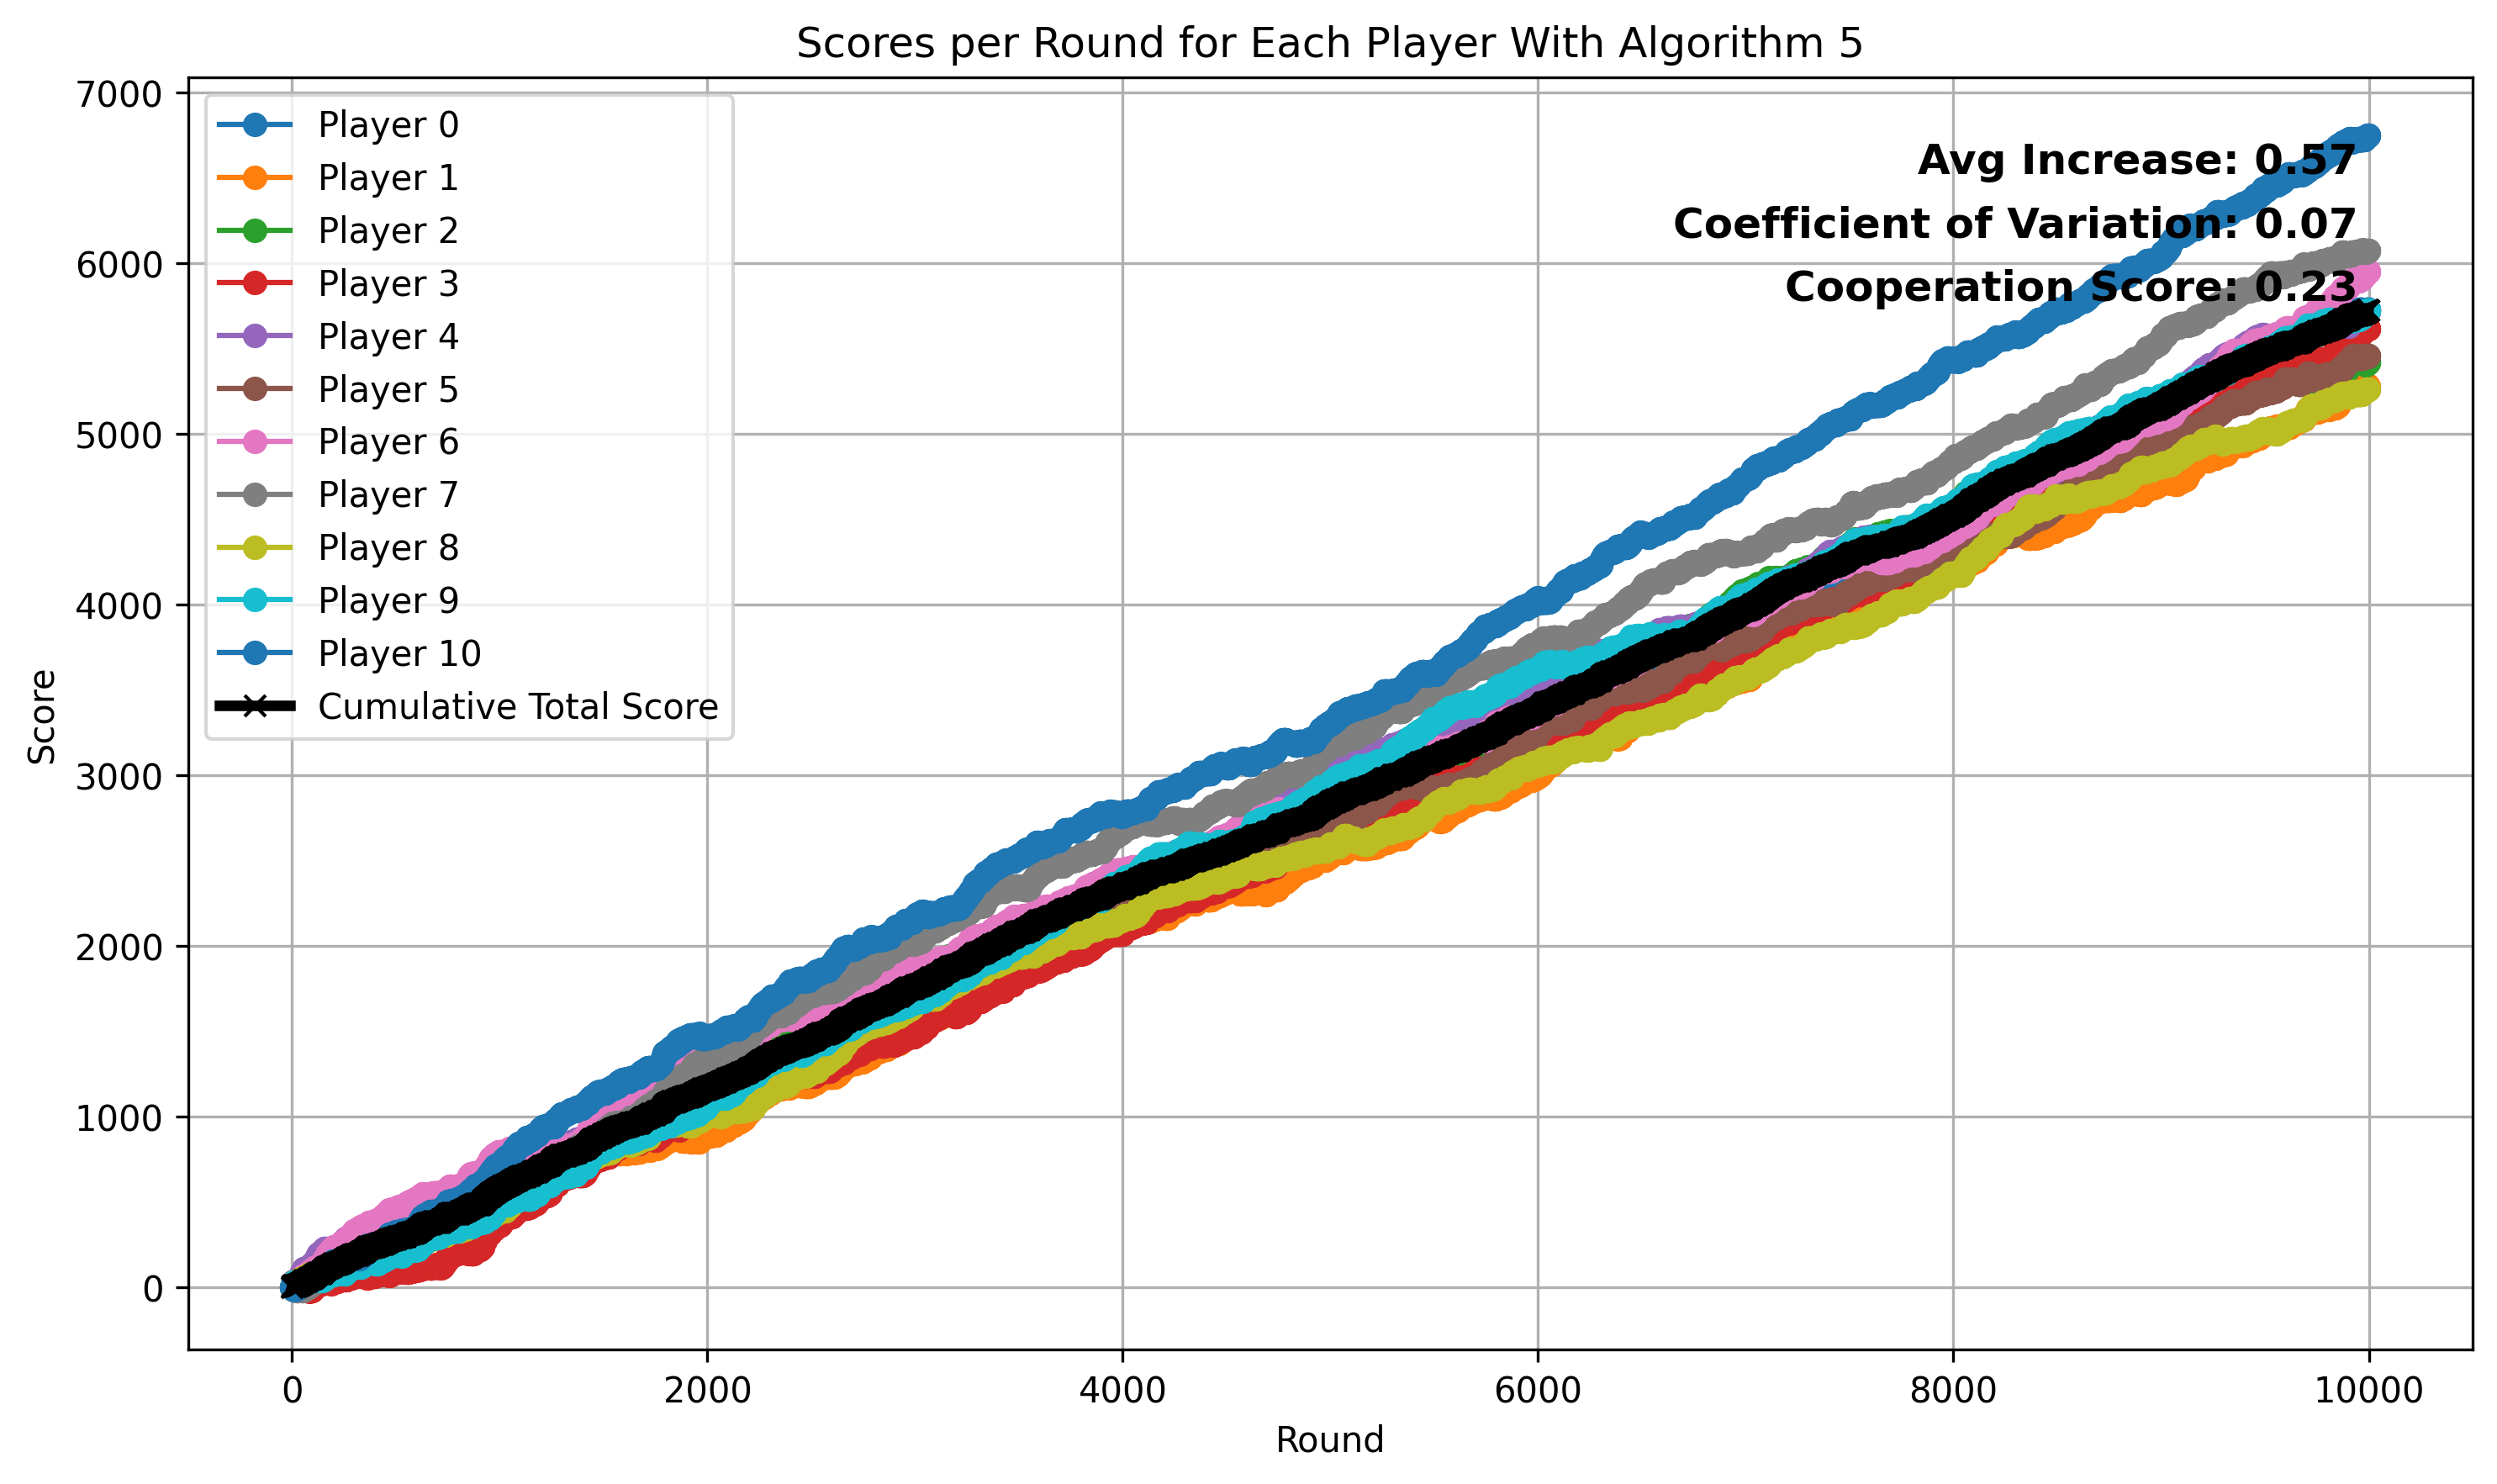 Scores per Round for Each Player With Algorithm 5
7000
6000
5000
4000
3000
2000
1000
0
Score
Player 0
Player 1
Player 2
Player 3
Player 4
Player 5
Player 6
Player 7
Player 8
Player 9
Player 10
Cumulative Total Score
Avg Increase: 0.57
Coefficient of Variation: 0.07
Cooperation Score: 0.23
0 2000 4000 6000 8000 10000
Round